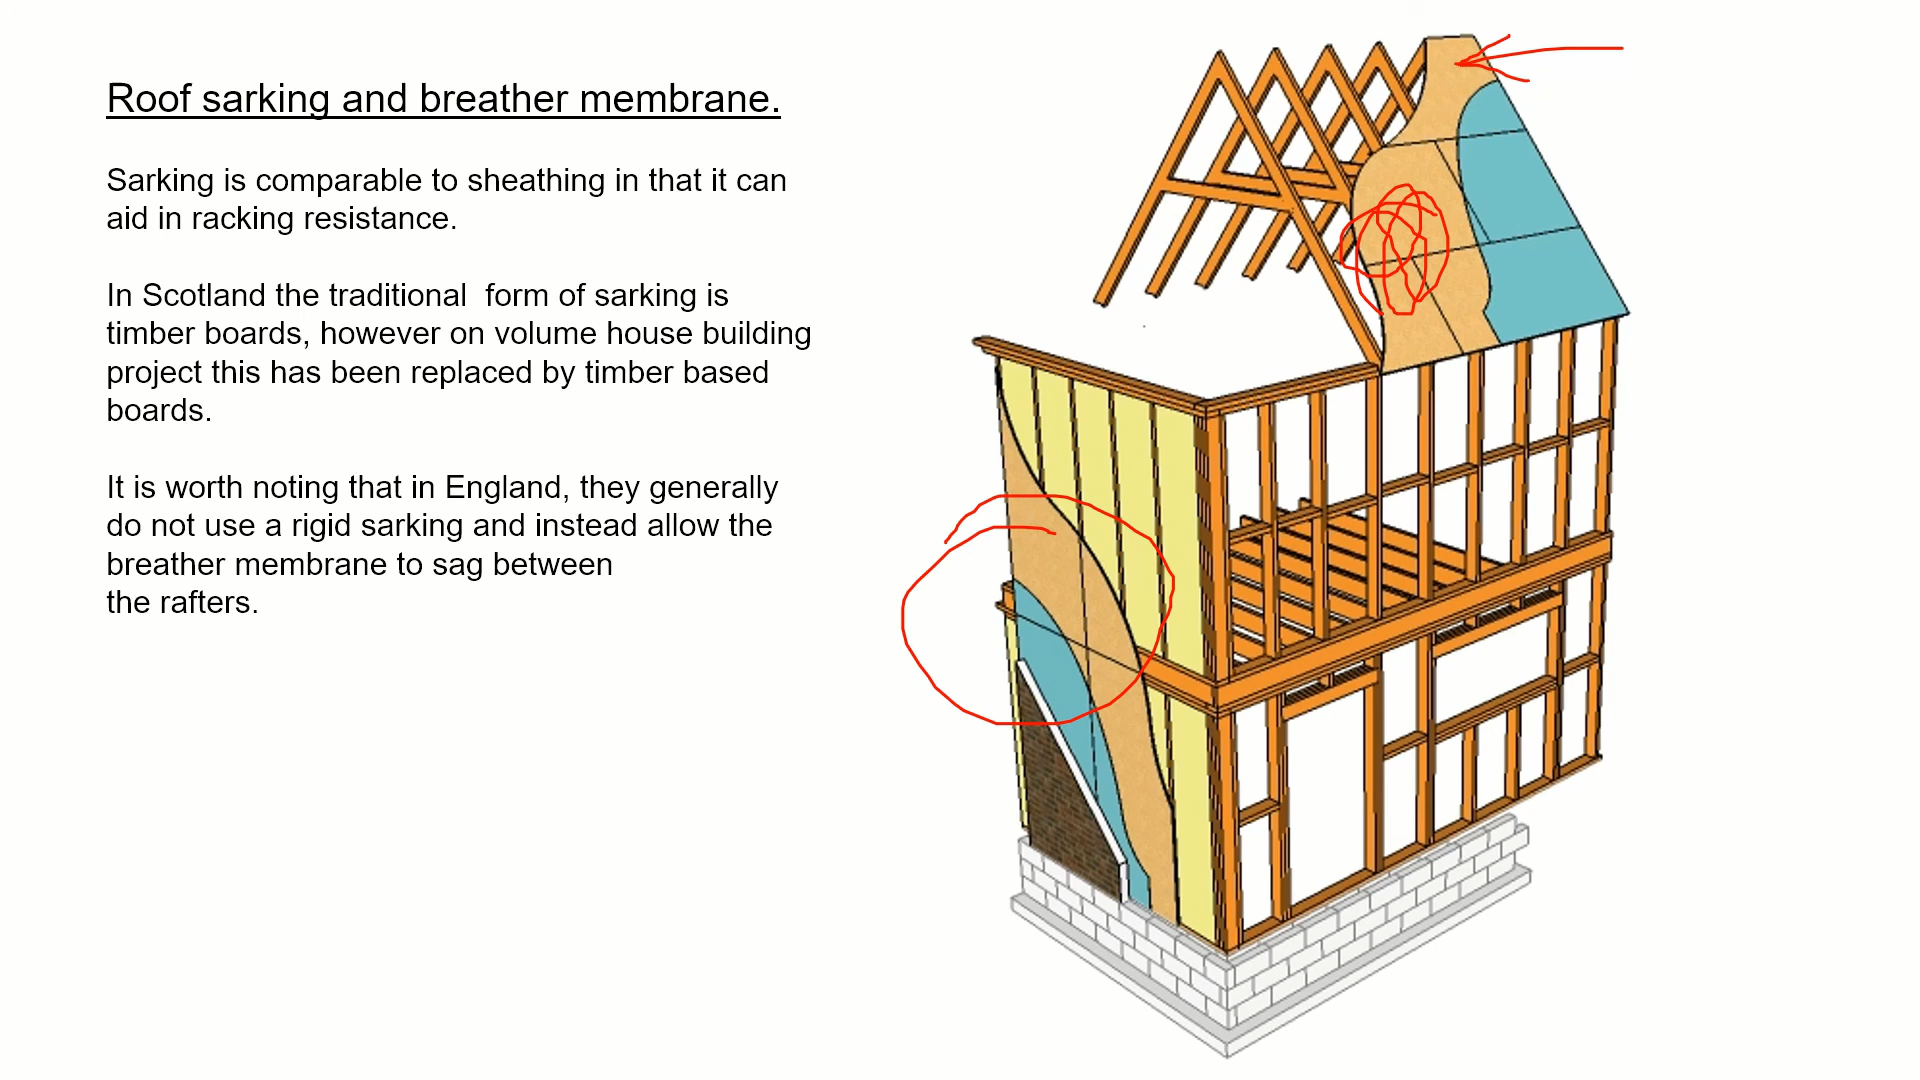 Roof sarking and breather membrane.
Sarking is comparable to sheathing in that it can
aid in racking resistance.
In Scotland the traditional  form of sarking is
timber boards, however on volume house building
project this has been replaced by timber based
boards.
It is worth noting that in England, they generally
do not use a rigid sarking and instead allow the
breather membrane to sag between
the rafters.